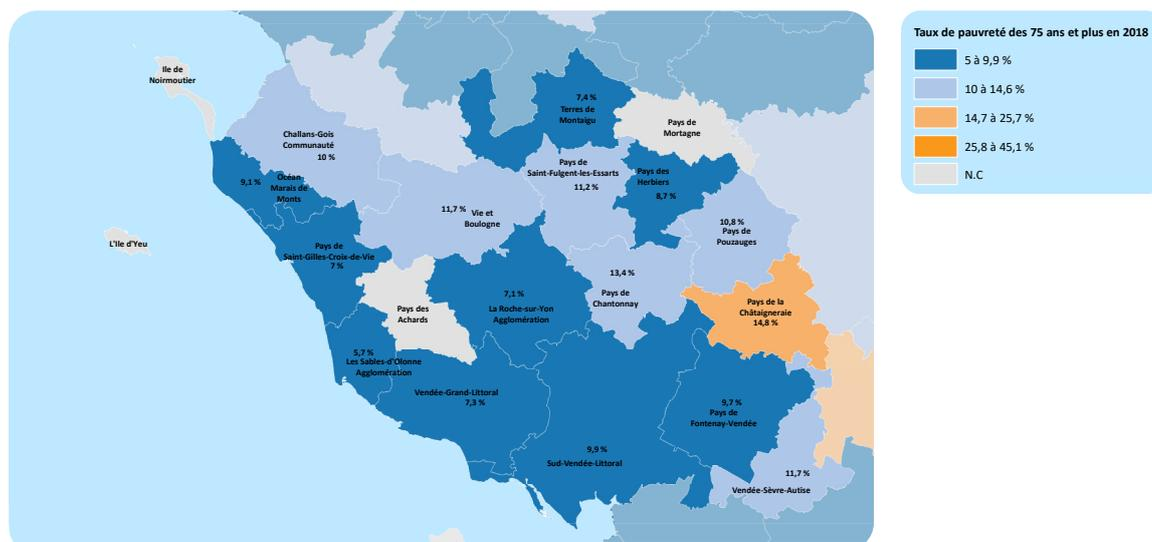 Taux de pauvreté des 75 ans et plus en 2018
5 à 9,9 %
10 à 14,6 %
14,7 à 25,7 %
25,8 à 45,1 %
N.C
Ile de
Noirmoutier
7,4 %
Terres de
Montaigu
Pays de
Mortagne
Challans-Gois
Communauté
10 %
Pays de
Saint-Fulgent-les-Essarts
11,2 %
Pays des
Herbiers
8,7 %
9,1 %
Océan
Marais de
Monts
11,7 %
Vie et
Boulogne
10,8 %
Pays de
Pouzauges
L'Ile d'Yeu
Pays de
Saint-Gilles-Croix-de-Vie
7 %
13,4 %
Pays de
Chantonnay
7,1 %
La Roche-sur-Yon
Agglomération
Pays des
Achards
Pays de la
Châtaigneraie
14,8 %
5,7 %
Les Sables-d'Olonne
Agglomération
Vendée-Grand-Littoral
7,3 %
9,7 %
Pays de
Fontenay-Vendée
9,9 %
Sud-Vendée-Littoral
11,7 %
Vendée-Sèvre-Autise